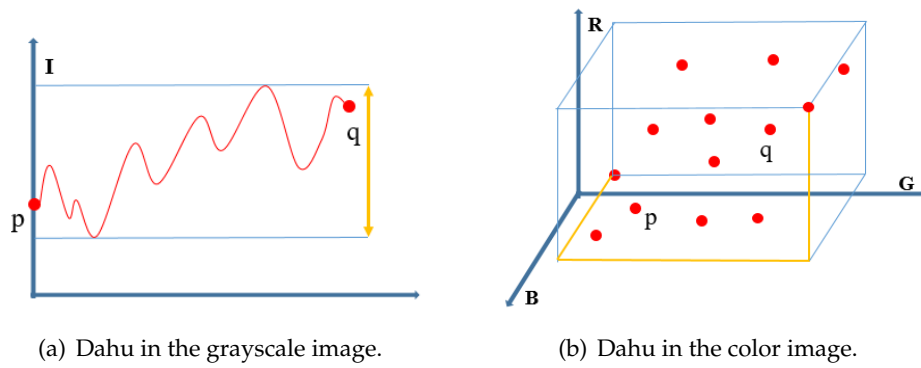 I
p
q
(a) Dahu in the grayscale image.
R
G
q
p
B
(b) Dahu in the color image.